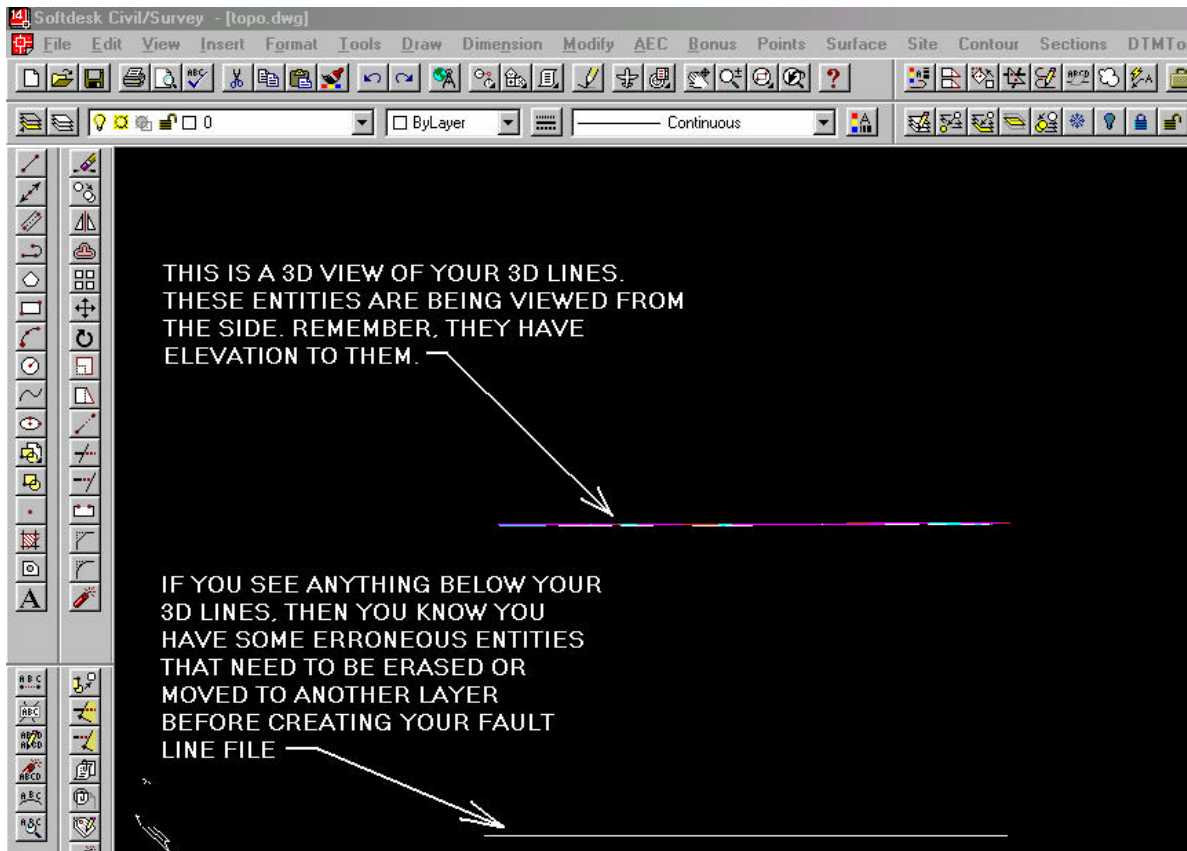 Softdesk Civil/Survey - [topo.dwg]
File Edit View Insert Format Tools Draw Dimension Modify AEC Bonus Points Surface Site Contour Sections DTMToo
0 ByLayer Continuous
THIS IS A 3D VIEW OF YOUR 3D LINES.
THESE ENTITIES ARE BEING VIEWED FROM
THE SIDE. REMEMBER, THEY HAVE
ELEVATION TO THEM.
IF YOU SEE ANYTHING BELOW YOUR
3D LINES, THEN YOU KNOW YOU
HAVE SOME ERRONEOUS ENTITIES
THAT NEED TO BE ERASED OR
MOVED TO ANOTHER LAYER
BEFORE CREATING YOUR FAULT
LINE FILE